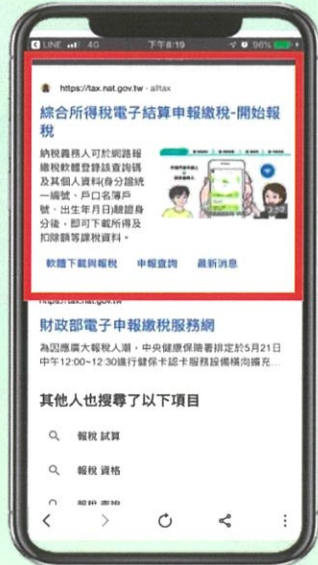 LINE 4G 下午8:19 90%
https://tax.nat.gov.tw › alltax
綜合所得稅電子結算申報繳稅-開始報
稅
納稅義務人可於網路報
繳稅軟體登錄該查詢碼
及其個人資料(身分證統
一編號、戶口名簿戶
號、出生年月日)驗證身
分後，即可下載所得及
扣除額等課稅資料。
軟體下載與報稅 申報查詢 最新消息
https://tax.nat.gov.tw
財政部電子申報繳稅服務網
為因應廣大報稅人潮，中央健康保險署排定於5月21日
中午12:00~12:30進行健保卡認卡服務設備橫向擴充...
其他人也搜尋了以下項目
報稅 試算
報稅 資格
報稅 查詢